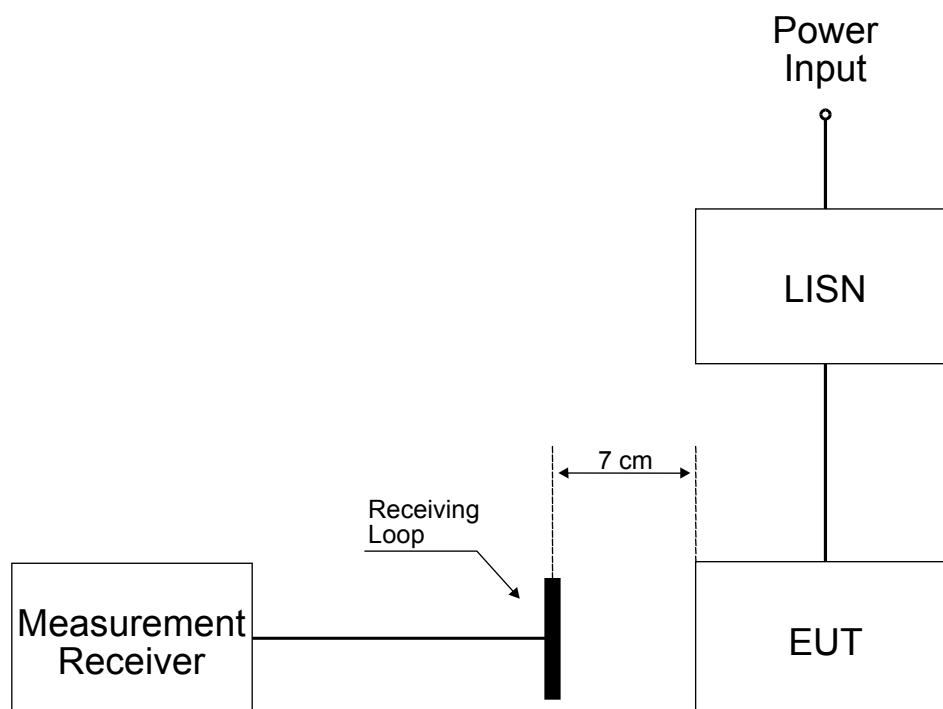 Power
Input
LISN
7 cm
Receiving
Loop
Measurement
Receiver
EUT